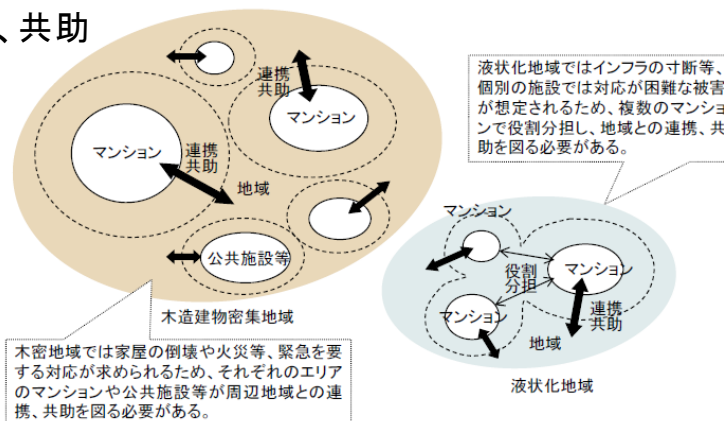 、共助
連携
共助
マンション
マンション
連携
共助
地域
公共施設等
木造建物密集地域
木密地域では家屋の倒壊や火災等、緊急を要
する対応が求められるため、それぞれのエリア
のマンションや公共施設等が周辺地域との連
携、共助を図る必要がある。
液状化地域ではインフラの寸断等、
個別の施設では対応が困難な被害
が想定されるため、複数のマンショ
ンで役割分担し、地域との連携、共
助を図る必要がある。
マンション
役割
分担
マンション
マンション
連携
共助
地域
液状化地域